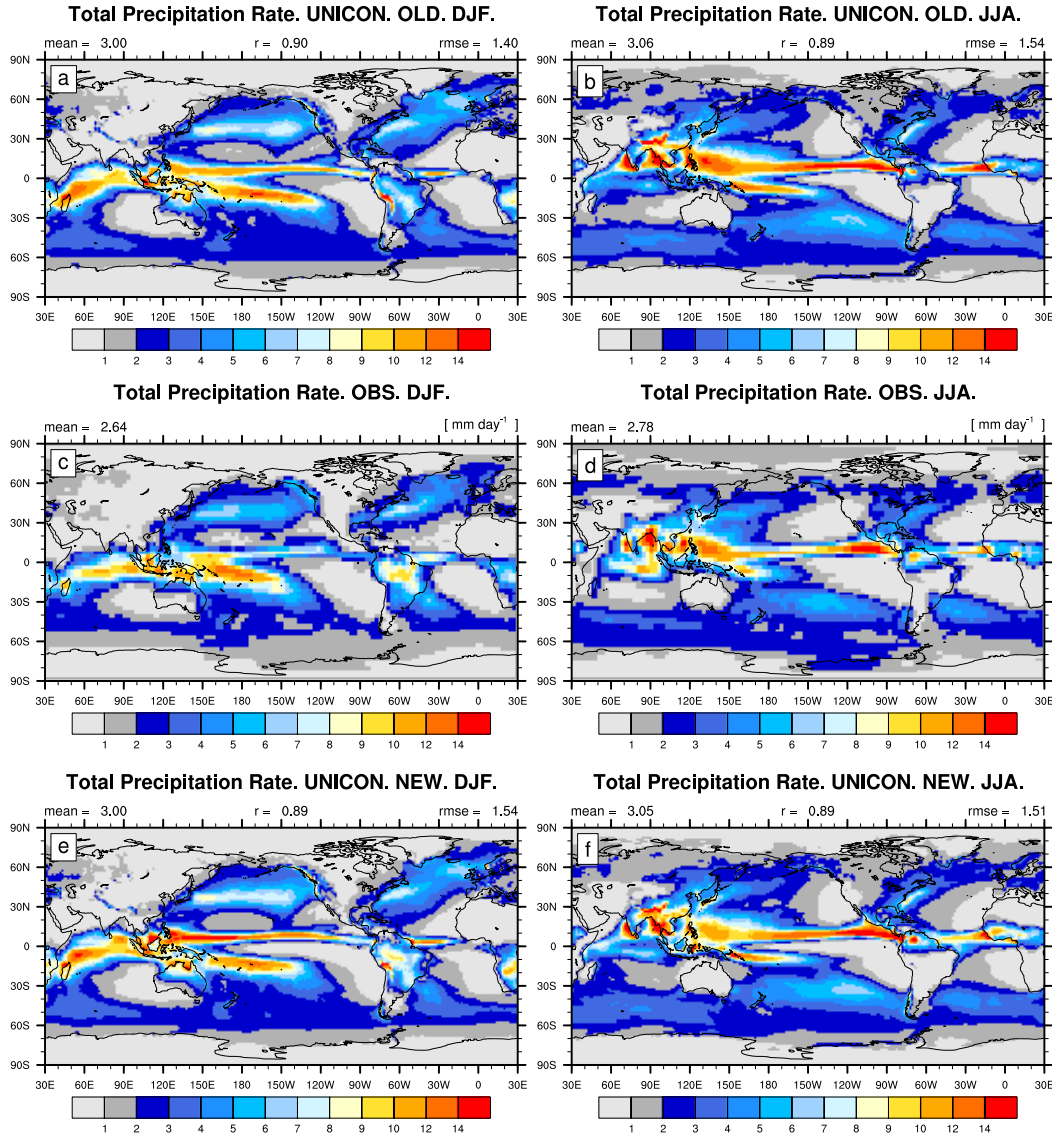 Total Precipitation Rate. UNICON. OLD. DJF.
mean = 3.00 r = 0.90 rmse = 1.40
a
90N
60N
30N
0
30S
60S
90S
30E 60E 90E 120E 150E 180 150W 120W 90W 60W 30W 0 30E
1 2 3 4 5 6 7 8 9 10 12 14
Total Precipitation Rate. UNICON. OLD. JJA.
mean = 3.06 r = 0.89 rmse = 1.54
b
90N
60N
30N
0
30S
60S
90S
30E 60E 90E 120E 150E 180 150W 120W 90W 60W 30W 0 30E
1 2 3 4 5 6 7 8 9 10 12 14
Total Precipitation Rate. OBS. DJF.
mean = 2.64 [ mm day⁻¹ ]
c
90N
60N
30N
0
30S
60S
90S
30E 60E 90E 120E 150E 180 150W 120W 90W 60W 30W 0 30E
1 2 3 4 5 6 7 8 9 10 12 14
Total Precipitation Rate. OBS. JJA.
mean = 2.78 [ mm day⁻¹ ]
d
90N
60N
30N
0
30S
60S
90S
30E 60E 90E 120E 150E 180 150W 120W 90W 60W 30W 0 30E
1 2 3 4 5 6 7 8 9 10 12 14
Total Precipitation Rate. UNICON. NEW. DJF.
mean = 3.00 r = 0.89 rmse = 1.54
e
90N
60N
30N
0
30S
60S
90S
30E 60E 90E 120E 150E 180 150W 120W 90W 60W 30W 0 30E
1 2 3 4 5 6 7 8 9 10 12 14
Total Precipitation Rate. UNICON. NEW. JJA.
mean = 3.05 r = 0.89 rmse = 1.51
f
90N
60N
30N
0
30S
60S
90S
30E 60E 90E 120E 150E 180 150W 120W 90W 60W 30W 0 30E
1 2 3 4 5 6 7 8 9 10 12 14